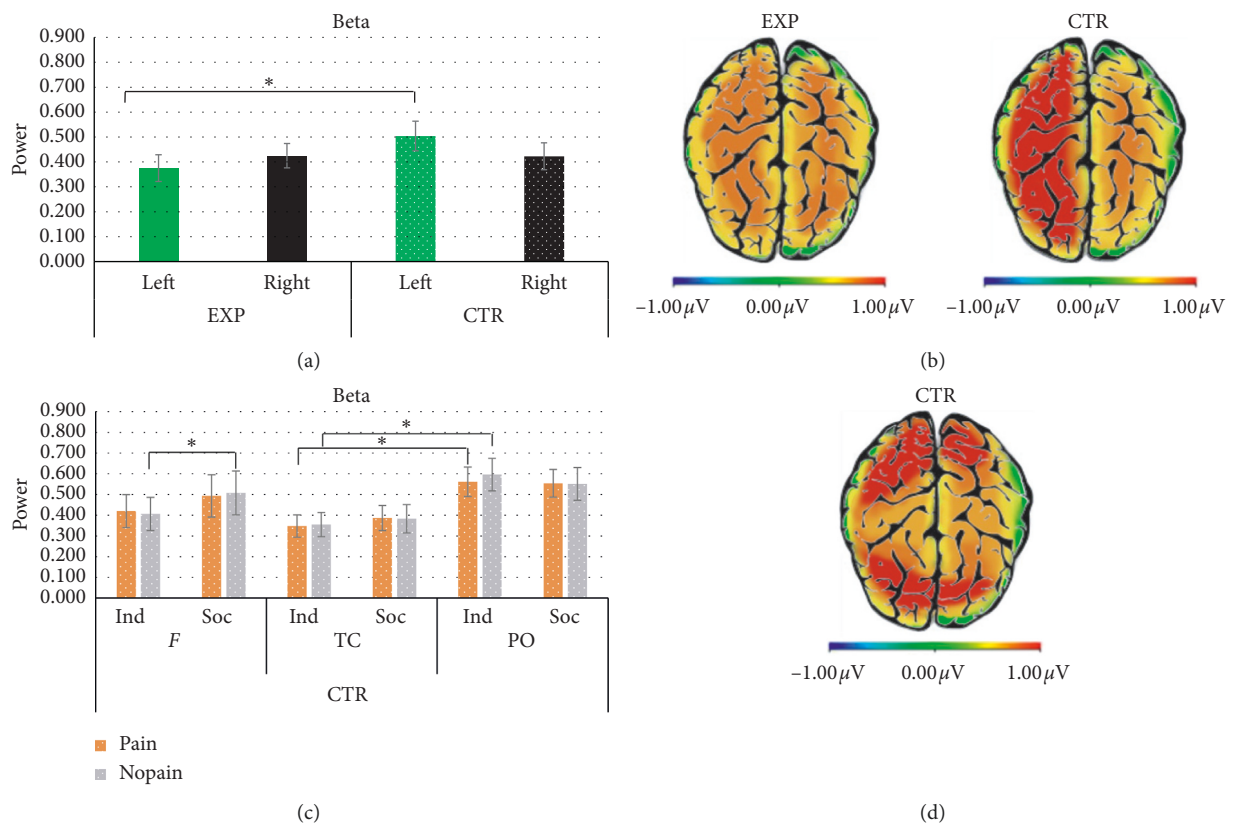 Beta
0.900
0.800
0.700
0.600
0.500
0.400
0.300
0.200
0.100
0.000
Power
*
Left Right Left Right
EXP CTR
(a)
EXP CTR
−1.00 μV 0.00 μV 1.00 μV −1.00 μV 0.00 μV 1.00 μV
(b)
Beta
0.900
0.800
0.700
0.600
0.500
0.400
0.300
0.200
0.100
0.000
Power
* * *
Ind Soc Ind Soc Ind Soc
F TC PO
CTR
Pain
Nopain
(c)
CTR
−1.00 μV 0.00 μV 1.00 μV
(d)